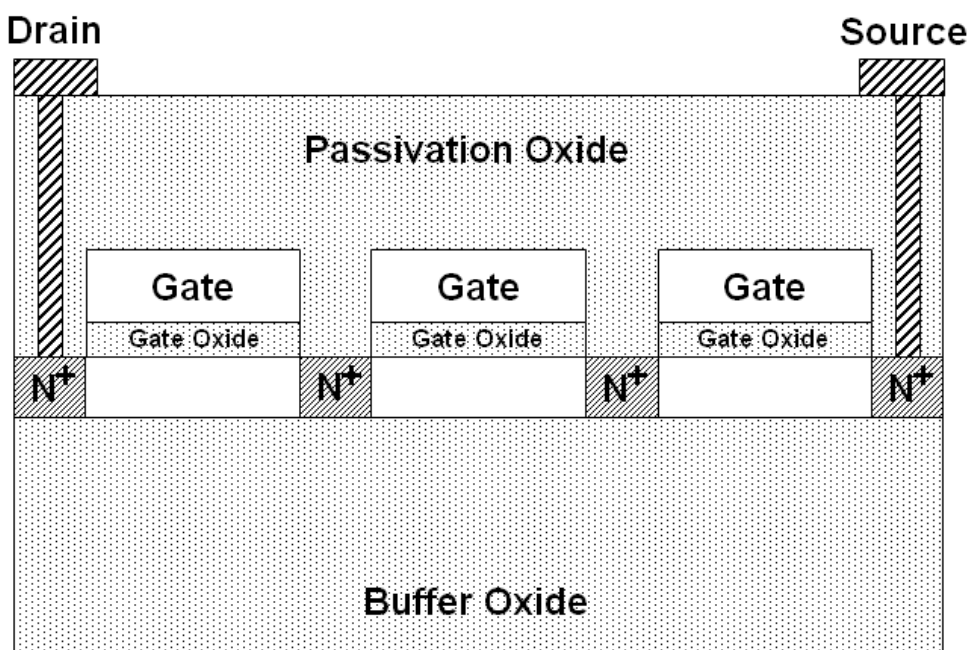 Drain
Source
Passivation Oxide
Gate
Gate
Gate
Gate Oxide
Gate Oxide
Gate Oxide
N+
N+
N+
N+
Buffer Oxide